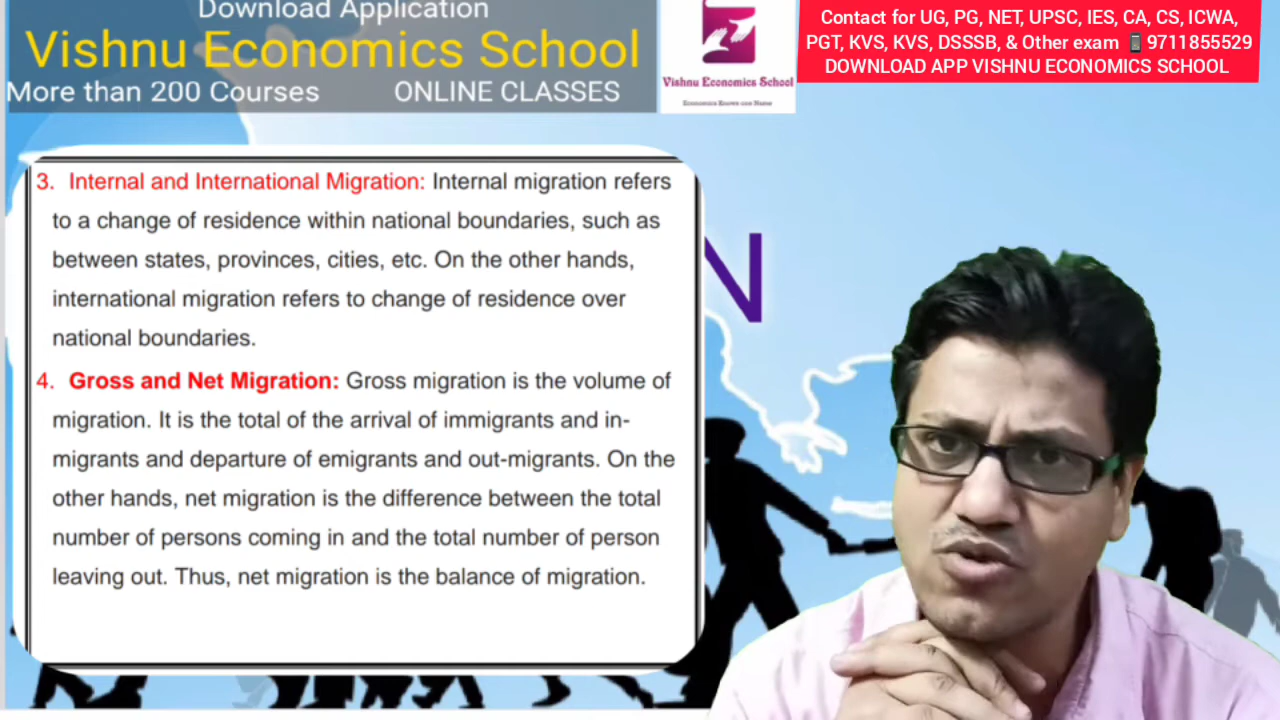 Download Application
Vishnu Economics School
More than 200 Courses ONLINE CLASSES
Vishnu Economics School
Economics Known one Name
Contact for UG, PG, NET, UPSC, IES, CA, CS, ICWA,
PGT, KVS, KVS, DSSSB, & Other exam 📱9711855529
DOWNLOAD APP VISHNU ECONOMICS SCHOOL
3. Internal and International Migration: Internal migration refers
to a change of residence within national boundaries, such as
between states, provinces, cities, etc. On the other hands,
international migration refers to change of residence over
national boundaries.
4. Gross and Net Migration: Gross migration is the volume of
migration. It is the total of the arrival of immigrants and in-
migrants and departure of emigrants and out-migrants. On the
other hands, net migration is the difference between the total
number of persons coming in and the total number of person
leaving out. Thus, net migration is the balance of migration.
N